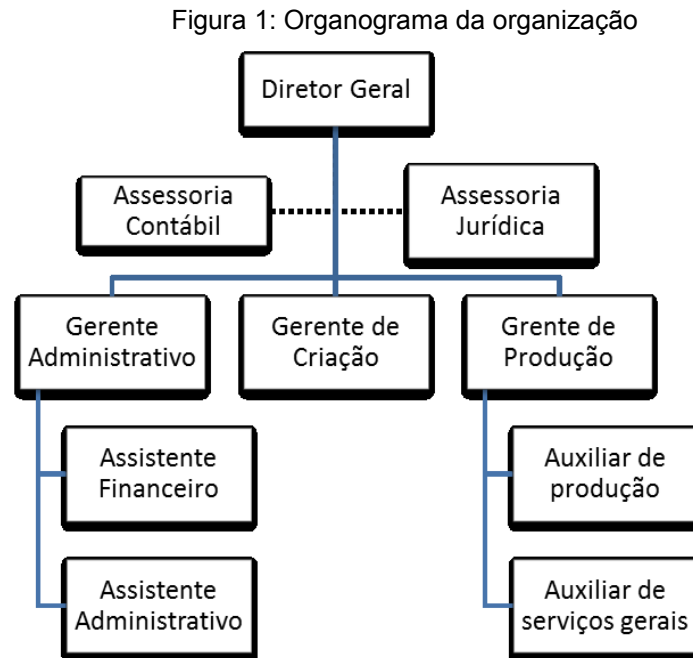 Figura 1: Organograma da organização
Diretor Geral
Assessoria
Contábil
Assessoria
Jurídica
Gerente
Administrativo
Gerente de
Criação
Grente de
Produção
Assistente
Financeiro
Auxiliar de
produção
Assistente
Administrativo
Auxiliar de
serviços gerais